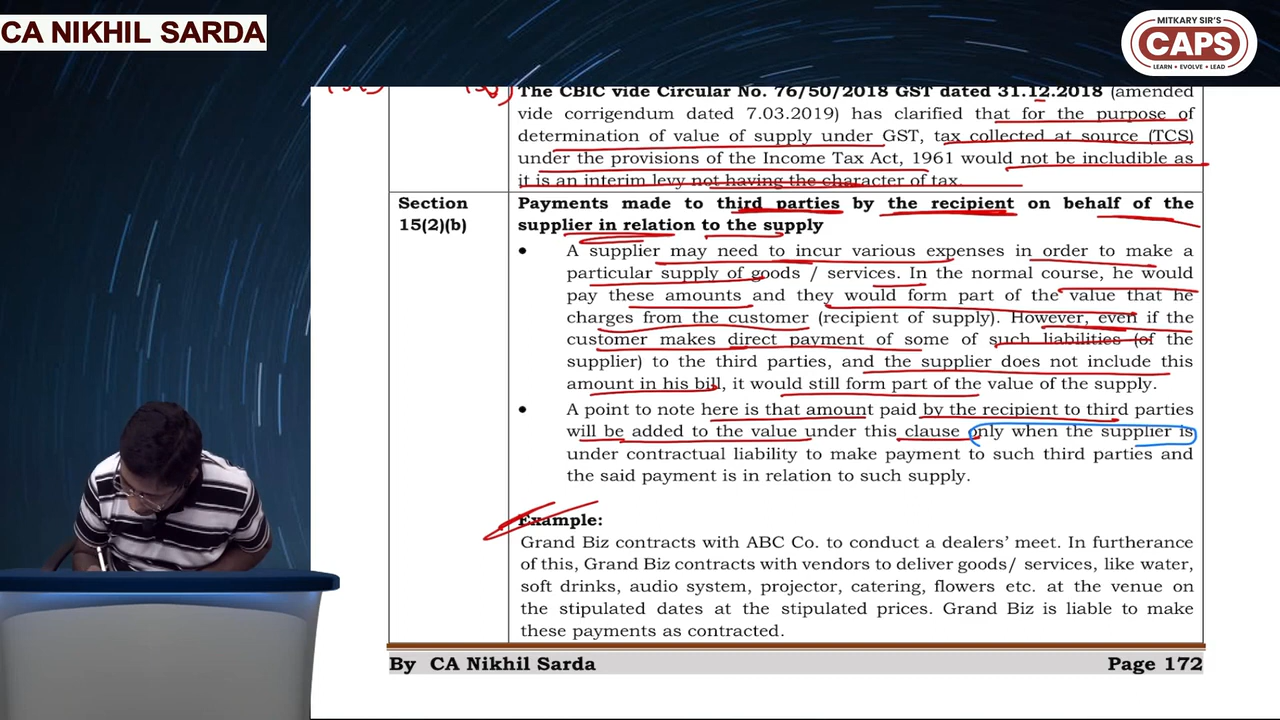 CA NIKHIL SARDA
MITKARY SIR'S
CAPS
LEARN • EVOLVE • LEAD
The CBIC vide Circular No. 76/50/2018 GST dated 31.12.2018 (amended
vide corrigendum dated 7.03.2019) has clarified that for the purpose of
determination of value of supply under GST, tax collected at source (TCS)
under the provisions of the Income Tax Act, 1961 would not be includible as
it is an interim levy not having the character of tax.
Section
15(2)(b)
Payments made to third parties by the recipient on behalf of the
supplier in relation to the supply
• A supplier may need to incur various expenses in order to make a
particular supply of goods / services. In the normal course, he would
pay these amounts and they would form part of the value that he
charges from the customer (recipient of supply). However, even if the
customer makes direct payment of some of such liabilities (of the
supplier) to the third parties, and the supplier does not include this
amount in his bill, it would still form part of the value of the supply.
• A point to note here is that amount paid by the recipient to third parties
will be added to the value under this clause only when the supplier is
under contractual liability to make payment to such third parties and
the said payment is in relation to such supply.
Example:
Grand Biz contracts with ABC Co. to conduct a dealers' meet. In furtherance
of this, Grand Biz contracts with vendors to deliver goods/ services, like water,
soft drinks, audio system, projector, catering, flowers etc. at the venue on
the stipulated dates at the stipulated prices. Grand Biz is liable to make
these payments as contracted.
By CA Nikhil Sarda
Page 172